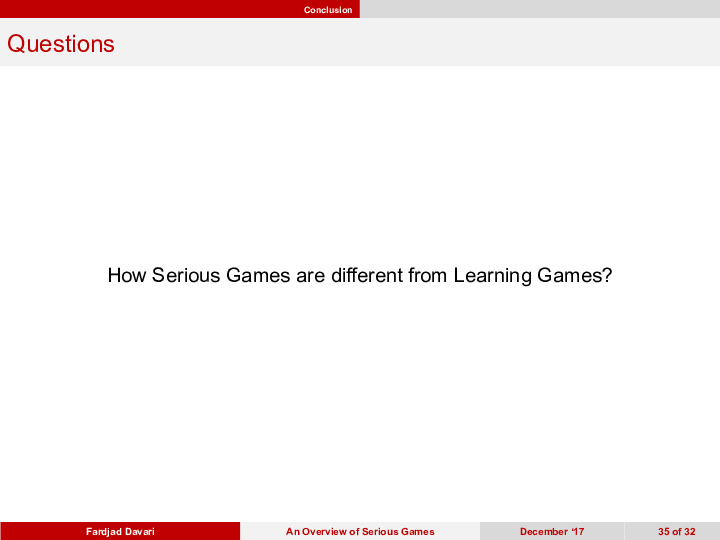 Conclusion
Questions
How Serious Games are different from Learning Games?
Fardjad Davari An Overview of Serious Games December ‘17 35 of 32